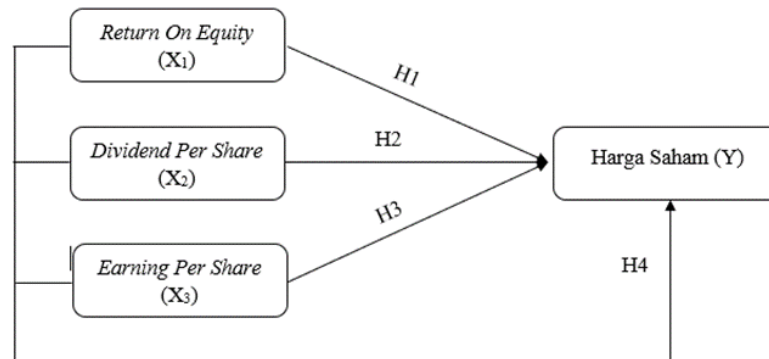 Return On Equity
(X₁)
H1
Dividend Per Share
(X₂)
H2
Harga Saham (Y)
H3
Earning Per Share
(X₃)
H4